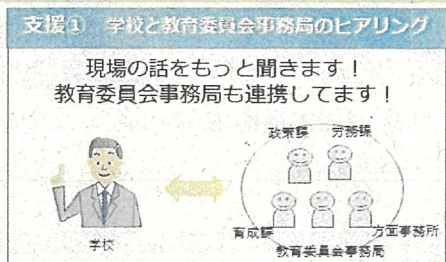 支援① 学校と教育委員会事務局のヒアリング
現場の話をもっと聞きます！
教育委員会事務局も連携してます！
政策課 労務課
学校
育成課 方面事務所
教育委員会事務局